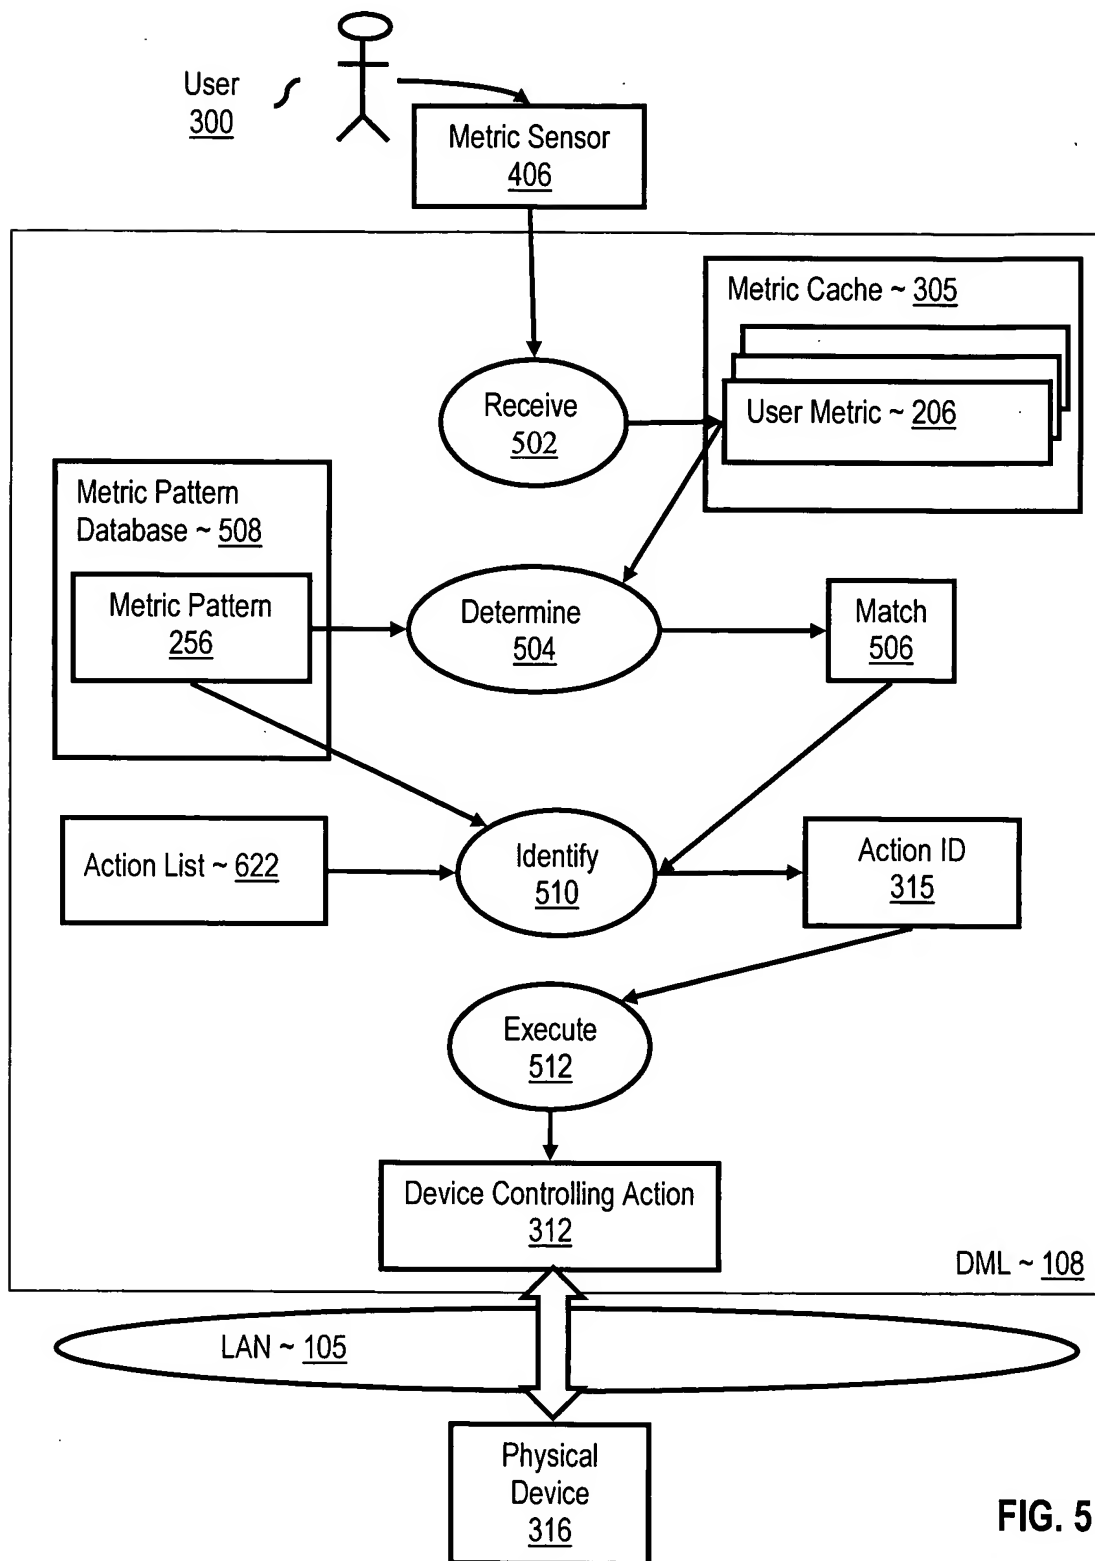 User
300
Metric Sensor
406
Metric Cache ~ 305
User Metric ~ 206
Receive
502
Metric Pattern
Database ~ 508
Metric Pattern
256
Determine
504
Match
506
Action List ~ 622
Identify
510
Action ID
315
Execute
512
Device Controlling Action
312
DML ~ 108
LAN ~ 105
Physical
Device
316
FIG. 5